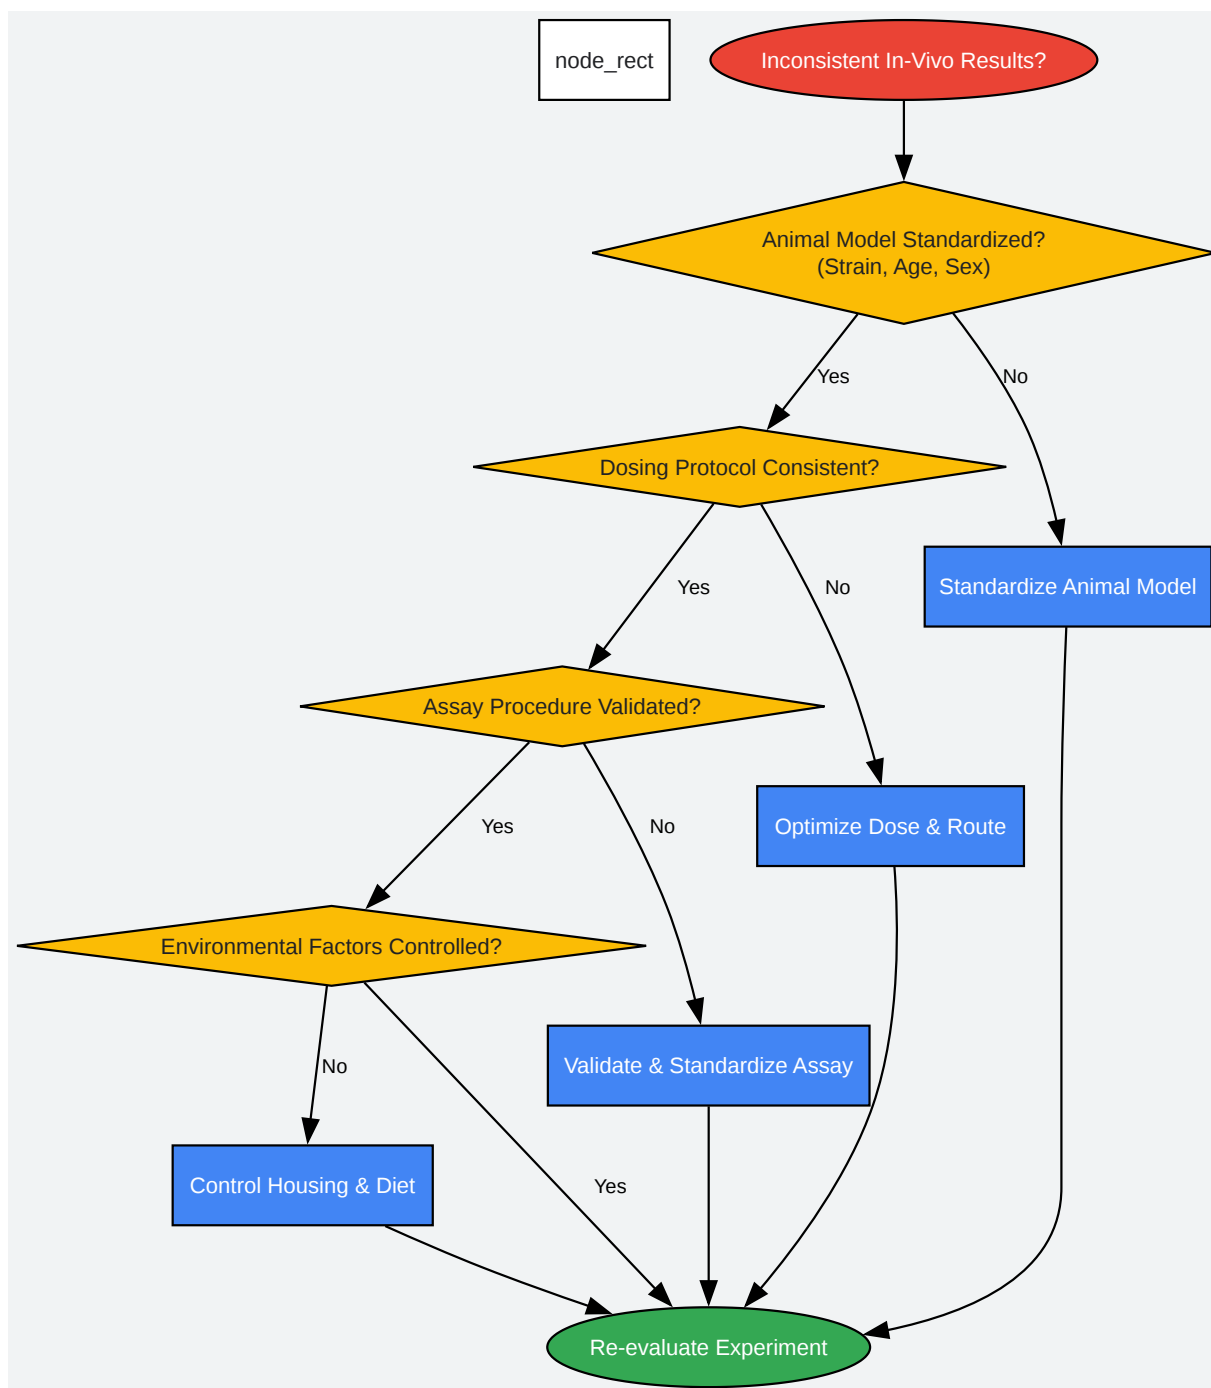 node_rect
Inconsistent In-Vivo Results?
Animal Model Standardized?
(Strain, Age, Sex)
Yes
No
Dosing Protocol Consistent?
Yes
No
Standardize Animal Model
Assay Procedure Validated?
Yes
No
Optimize Dose & Route
Environmental Factors Controlled?
No
Validate & Standardize Assay
Control Housing & Diet
Yes
Re-evaluate Experiment